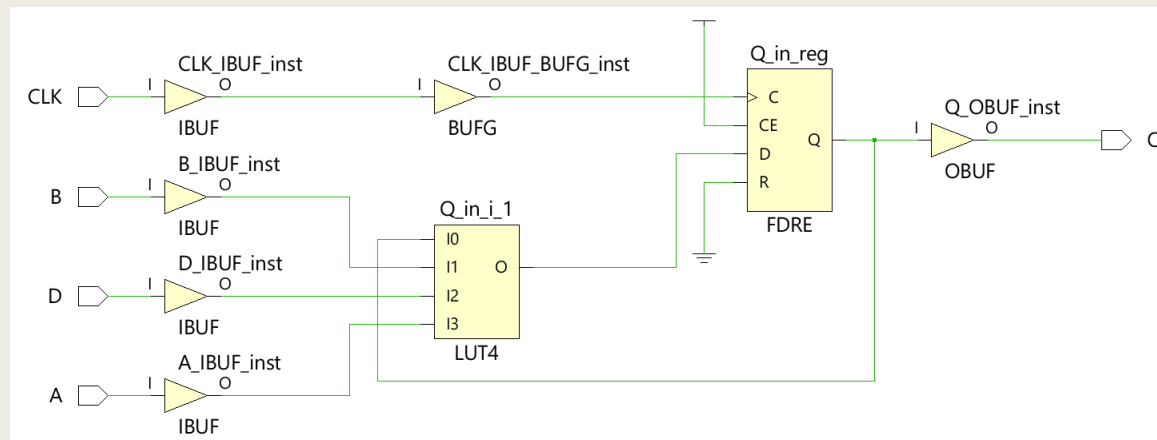 CLK
I
CLK_IBUF_inst
O
IBUF
I
CLK_IBUF_BUFG_inst
O
BUFG
Q_in_reg
C
CE
D
R
Q
FDRE
I
Q_OBUF_inst
O
OBUF
B
I
B_IBUF_inst
O
IBUF
D
I
D_IBUF_inst
O
IBUF
A
I
A_IBUF_inst
O
IBUF
Q_in_i_1
I0
I1
I2
I3
O
LUT4